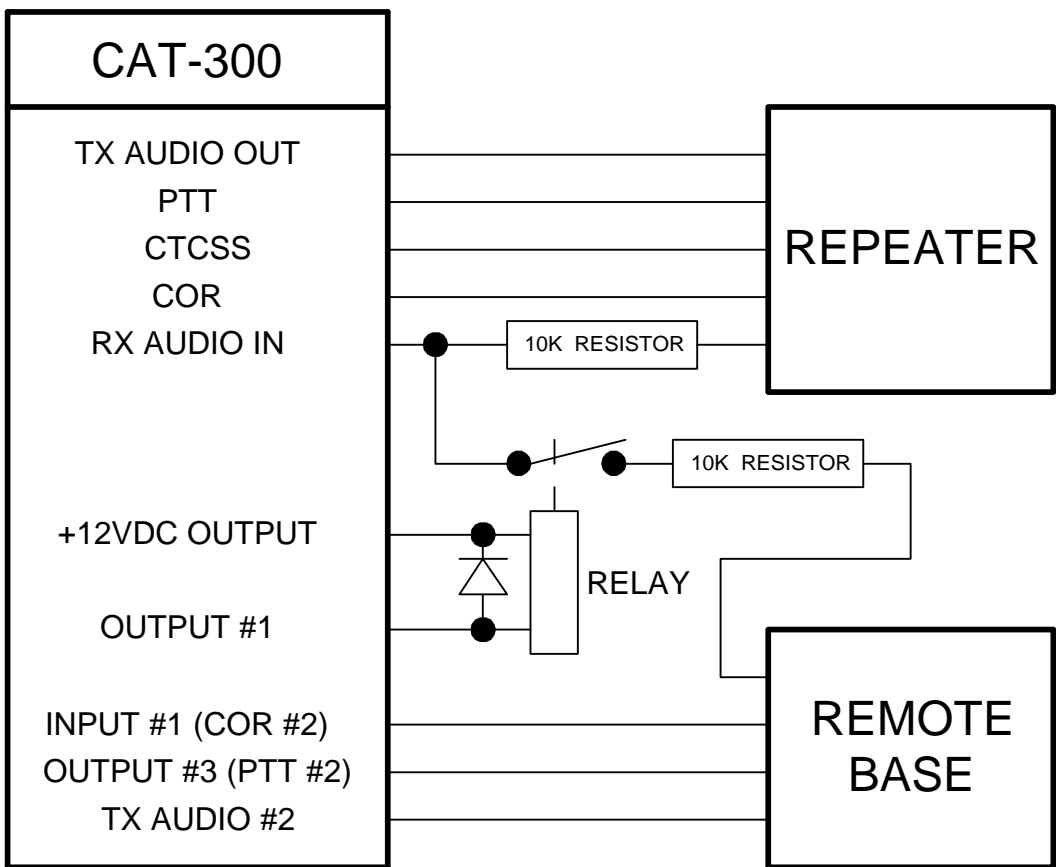 CAT-300
TX AUDIO OUT
PTT
CTCSS
COR
RX AUDIO IN
+12VDC OUTPUT
OUTPUT #1
INPUT #1 (COR #2)
OUTPUT #3 (PTT #2)
TX AUDIO #2
REPEATER
10K RESISTOR
10K RESISTOR
RELAY
REMOTE
BASE